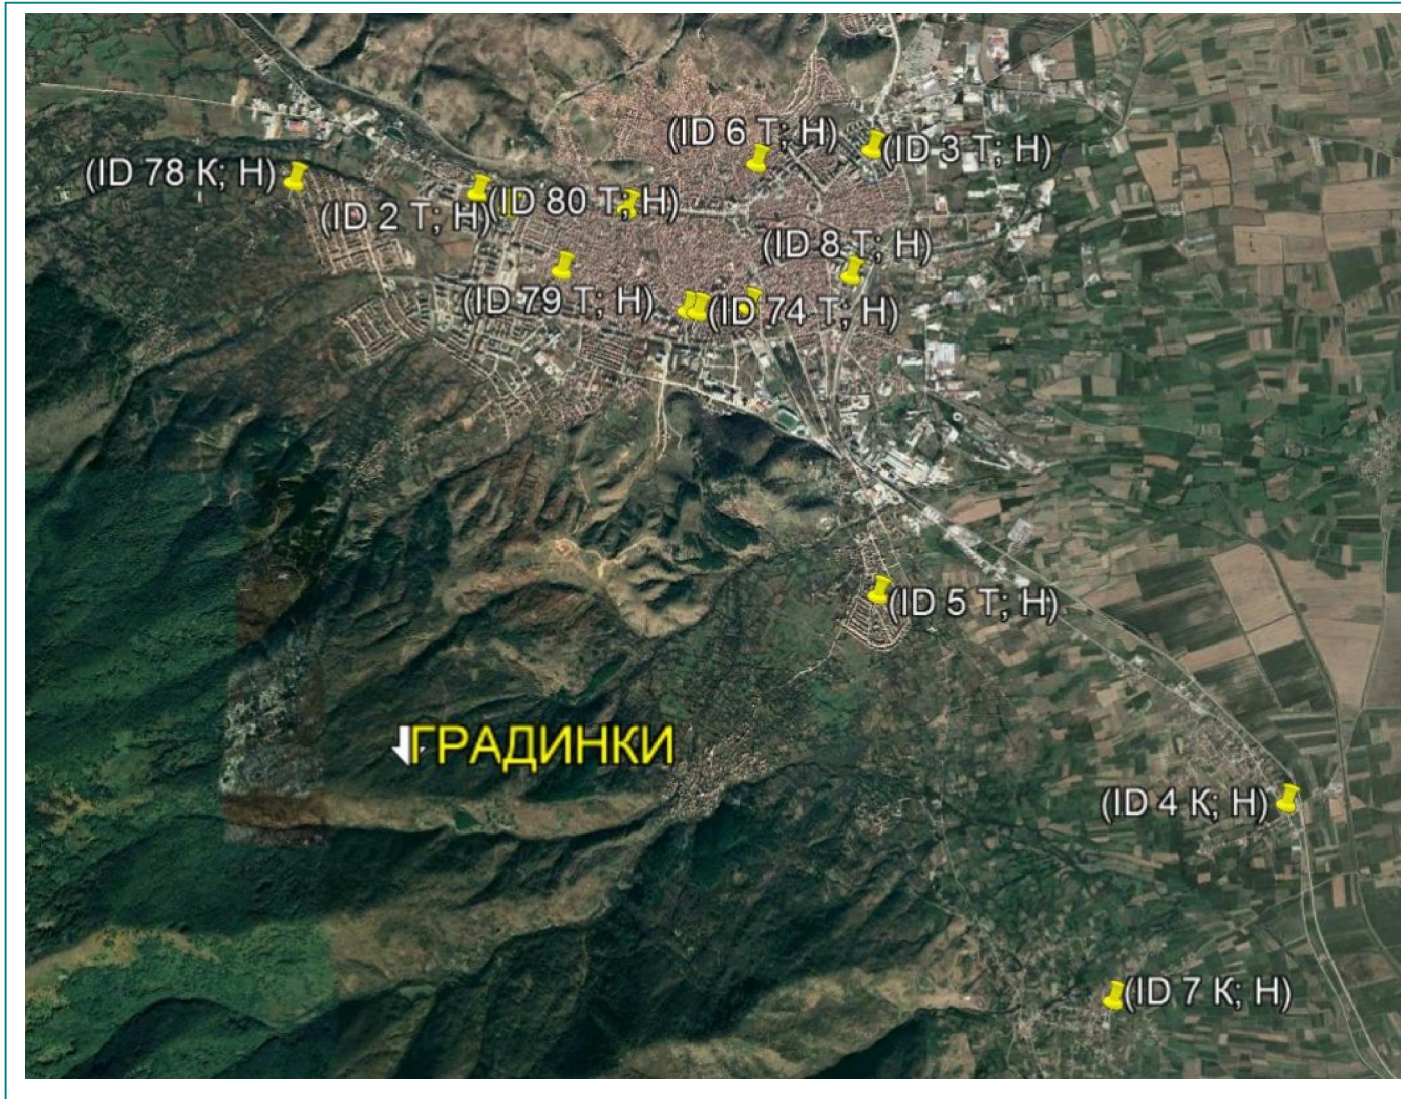 (ID 6 Т; Н)
(ID 3 Т; Н)
(ID 78 К; Н)
(ID 2 Т; Н)
(ID 80 Т; Н)
(ID 8 Т; Н)
(ID 79 Т; Н)
(ID 74 Т; Н)
(ID 5 Т; Н)
ГРАДИНКИ
(ID 4 К; Н)
(ID 7 К; Н)